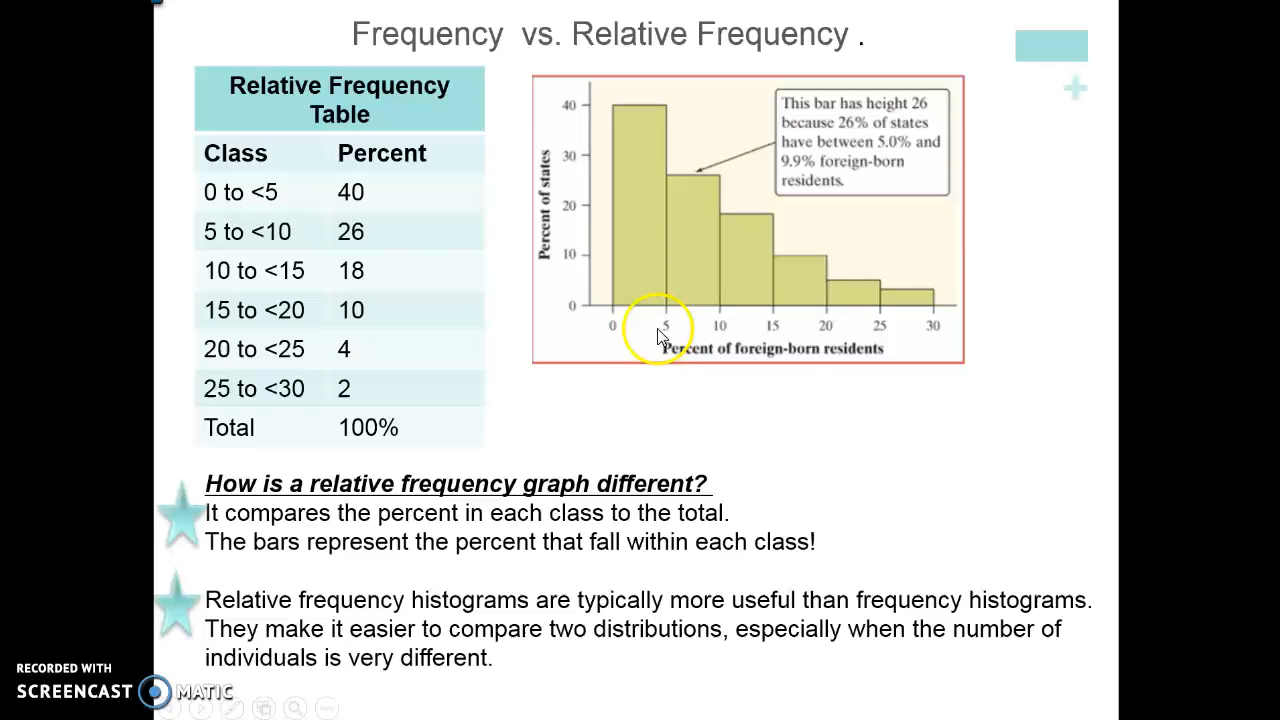 Frequency  vs. Relative Frequency .
Relative Frequency
Table
Class Percent
0 to <5 40
5 to <10 26
10 to <15 18
15 to <20 10
20 to <25 4
25 to <30 2
Total 100%
Percent of states
40
30
20
10
0
This bar has height 26
because 26% of states
have between 5.0% and
9.9% foreign-born
residents.
0 5 10 15 20 25 30
Percent of foreign-born residents
How is a relative frequency graph different?
It compares the percent in each class to the total.
The bars represent the percent that fall within each class!
Relative frequency histograms are typically more useful than frequency histograms.
They make it easier to compare two distributions, especially when the number of
individuals is very different.
RECORDED WITH
SCREENCAST MATIC